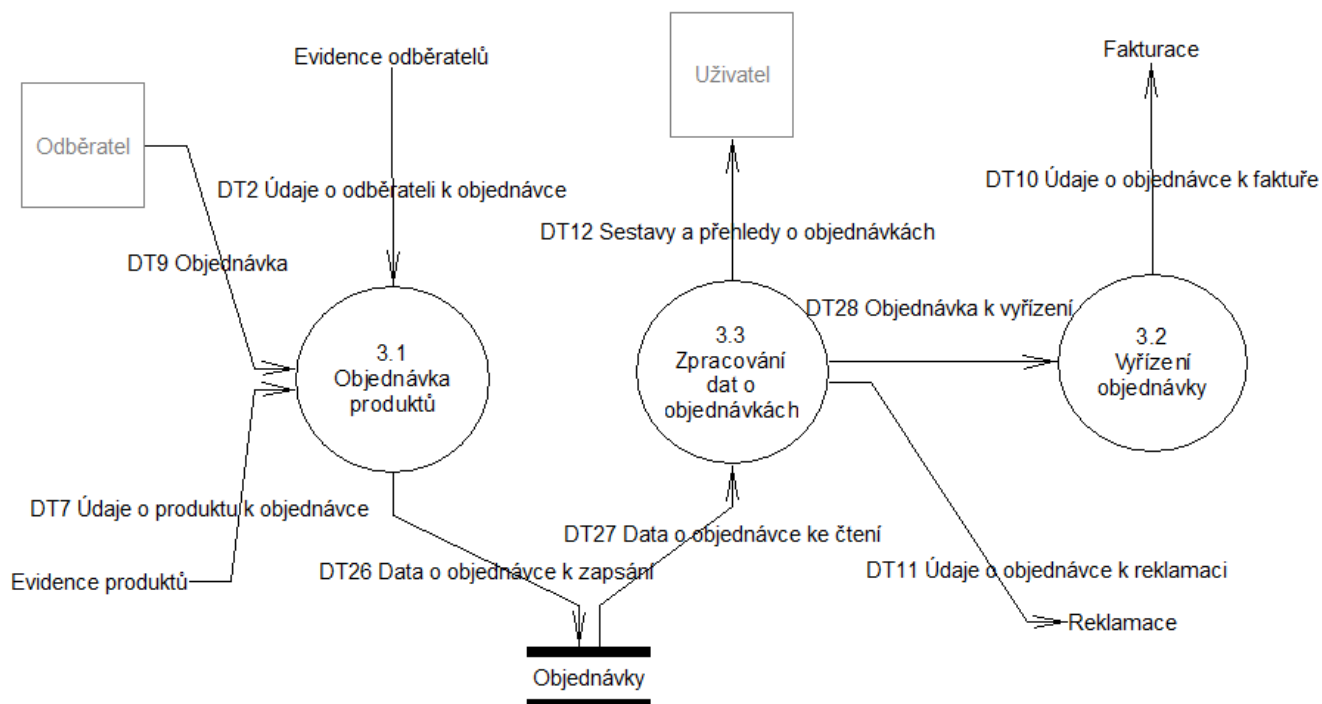 Evidence odběratelů
Uživatel
Fakturace
Odběratel
DT2 Údaje o odběrateli k objednávce
DT10 Údaje o objednávce k faktuře
DT12 Sestavy a přehledy o objednávkách
DT9 Objednávka
DT28 Objednávka k vyřízení
3.1
Objednávka
produktů
3.3
Zpracování
dat o
objednávkách
3.2
Vyřízení
objednávky
DT7 Údaje o produktu k objednávce
DT27 Data o objednávce ke čtení
Evidence produktů
DT26 Data o objednávce k zapsání
DT11 Údaje o objednávce k reklamaci
Reklamace
Objednávky